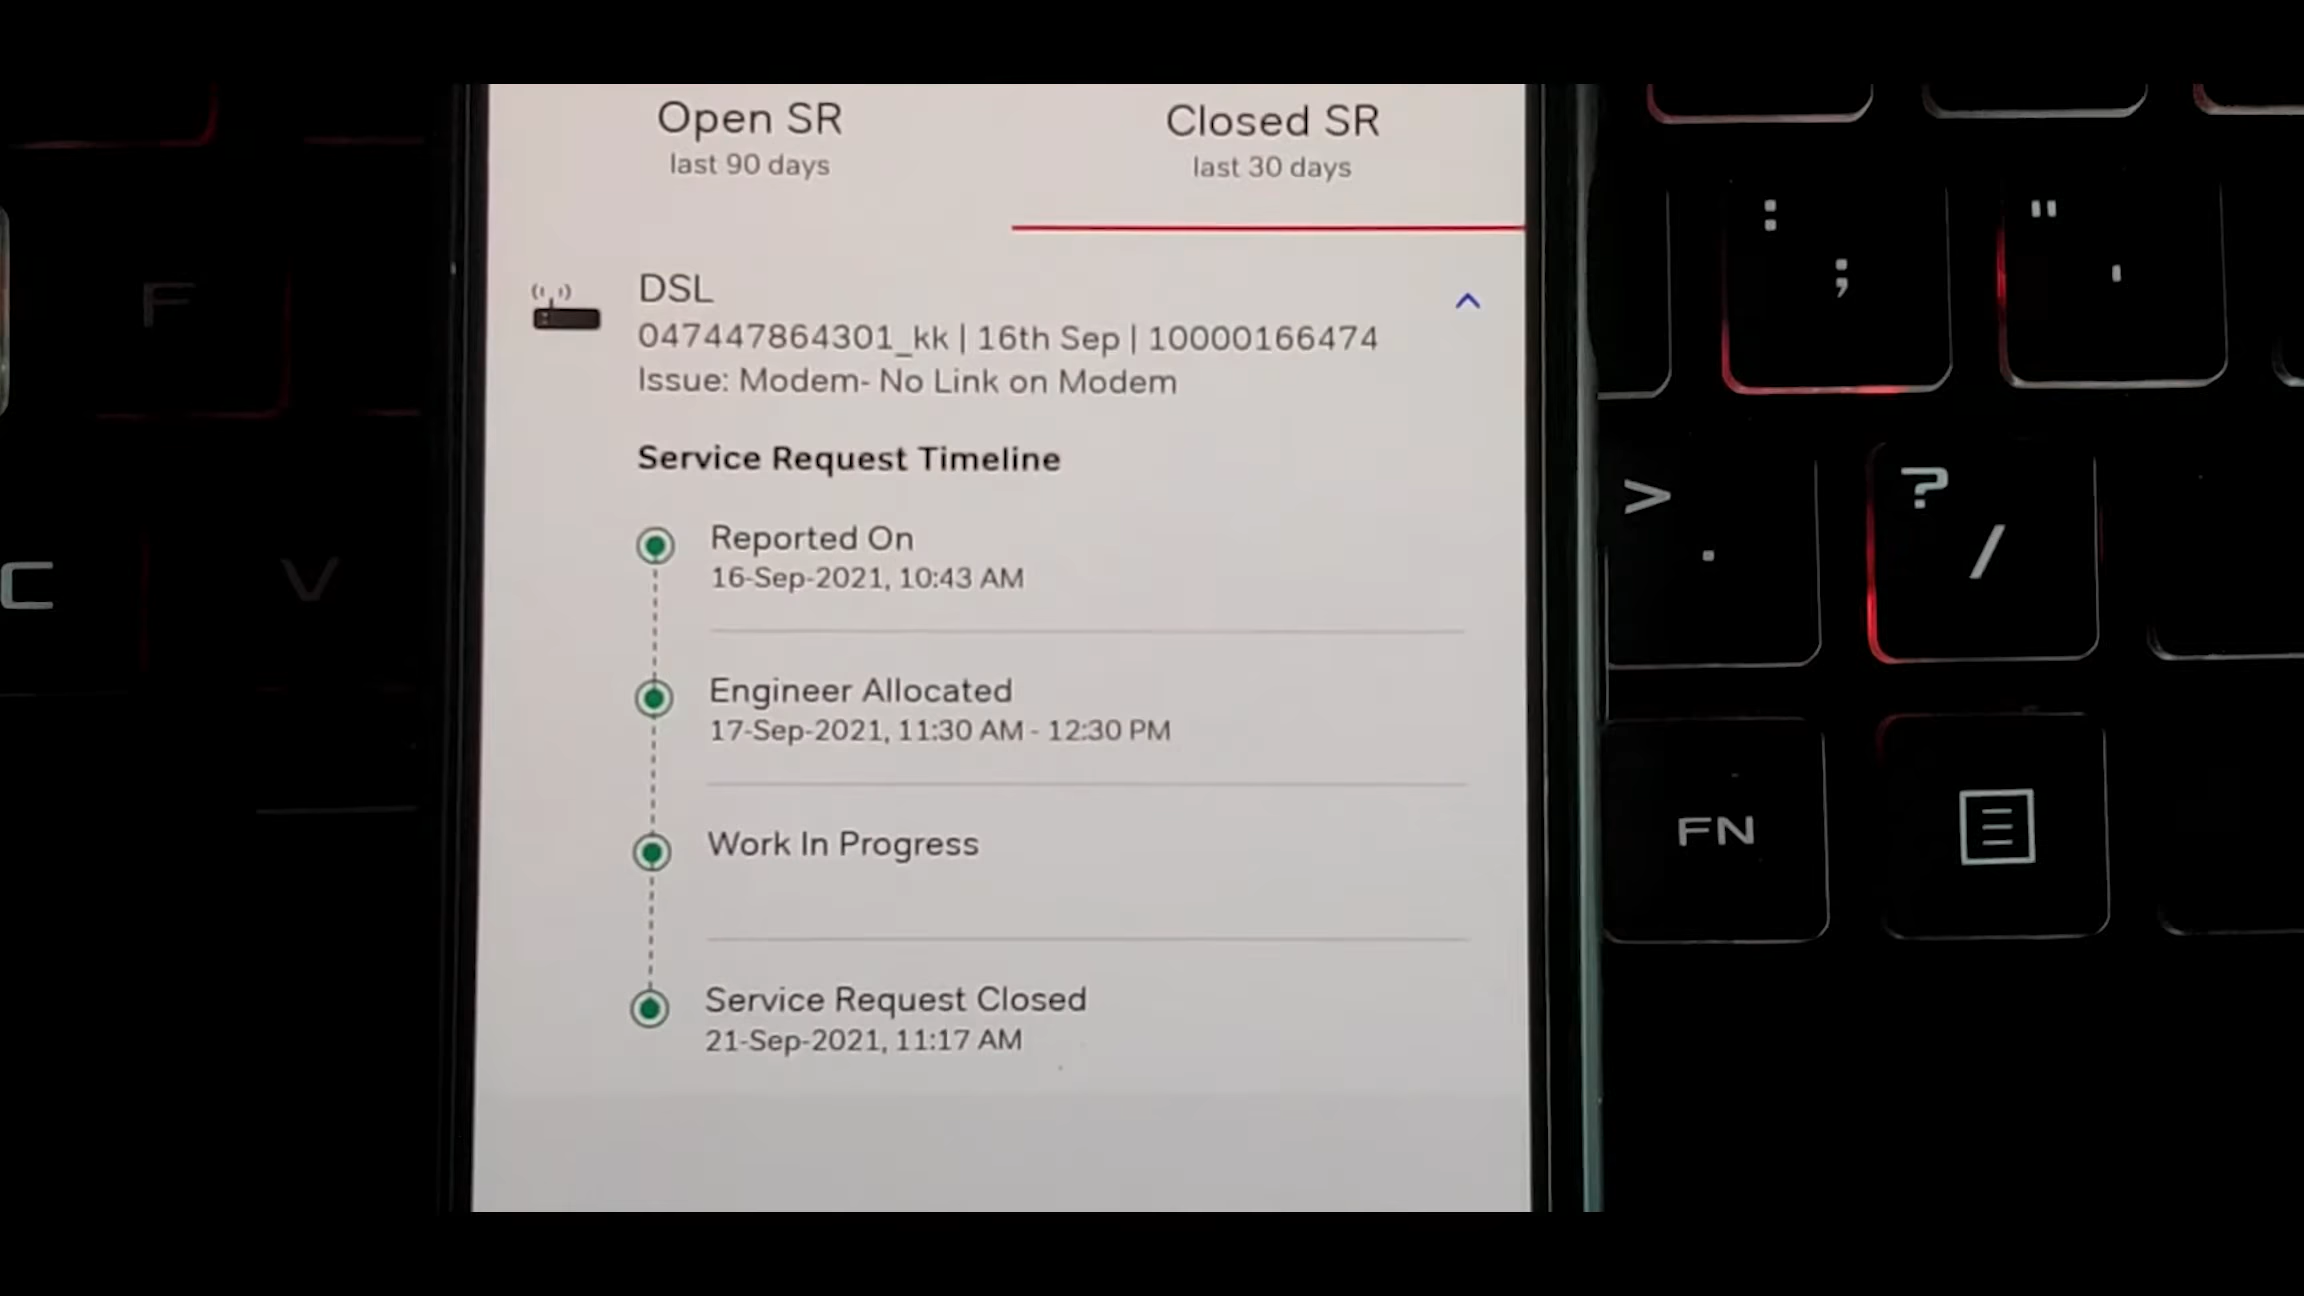 Open SR
last 90 days
Closed SR
last 30 days
DSL
047447864301_kk | 16th Sep | 10000166474
Issue: Modem- No Link on Modem
Service Request Timeline
Reported On
16-Sep-2021, 10:43 AM
Engineer Allocated
17-Sep-2021, 11:30 AM - 12:30 PM
Work In Progress
Service Request Closed
21-Sep-2021, 11:17 AM
F
C
V
:
;
"
'
>
.
?
/
FN